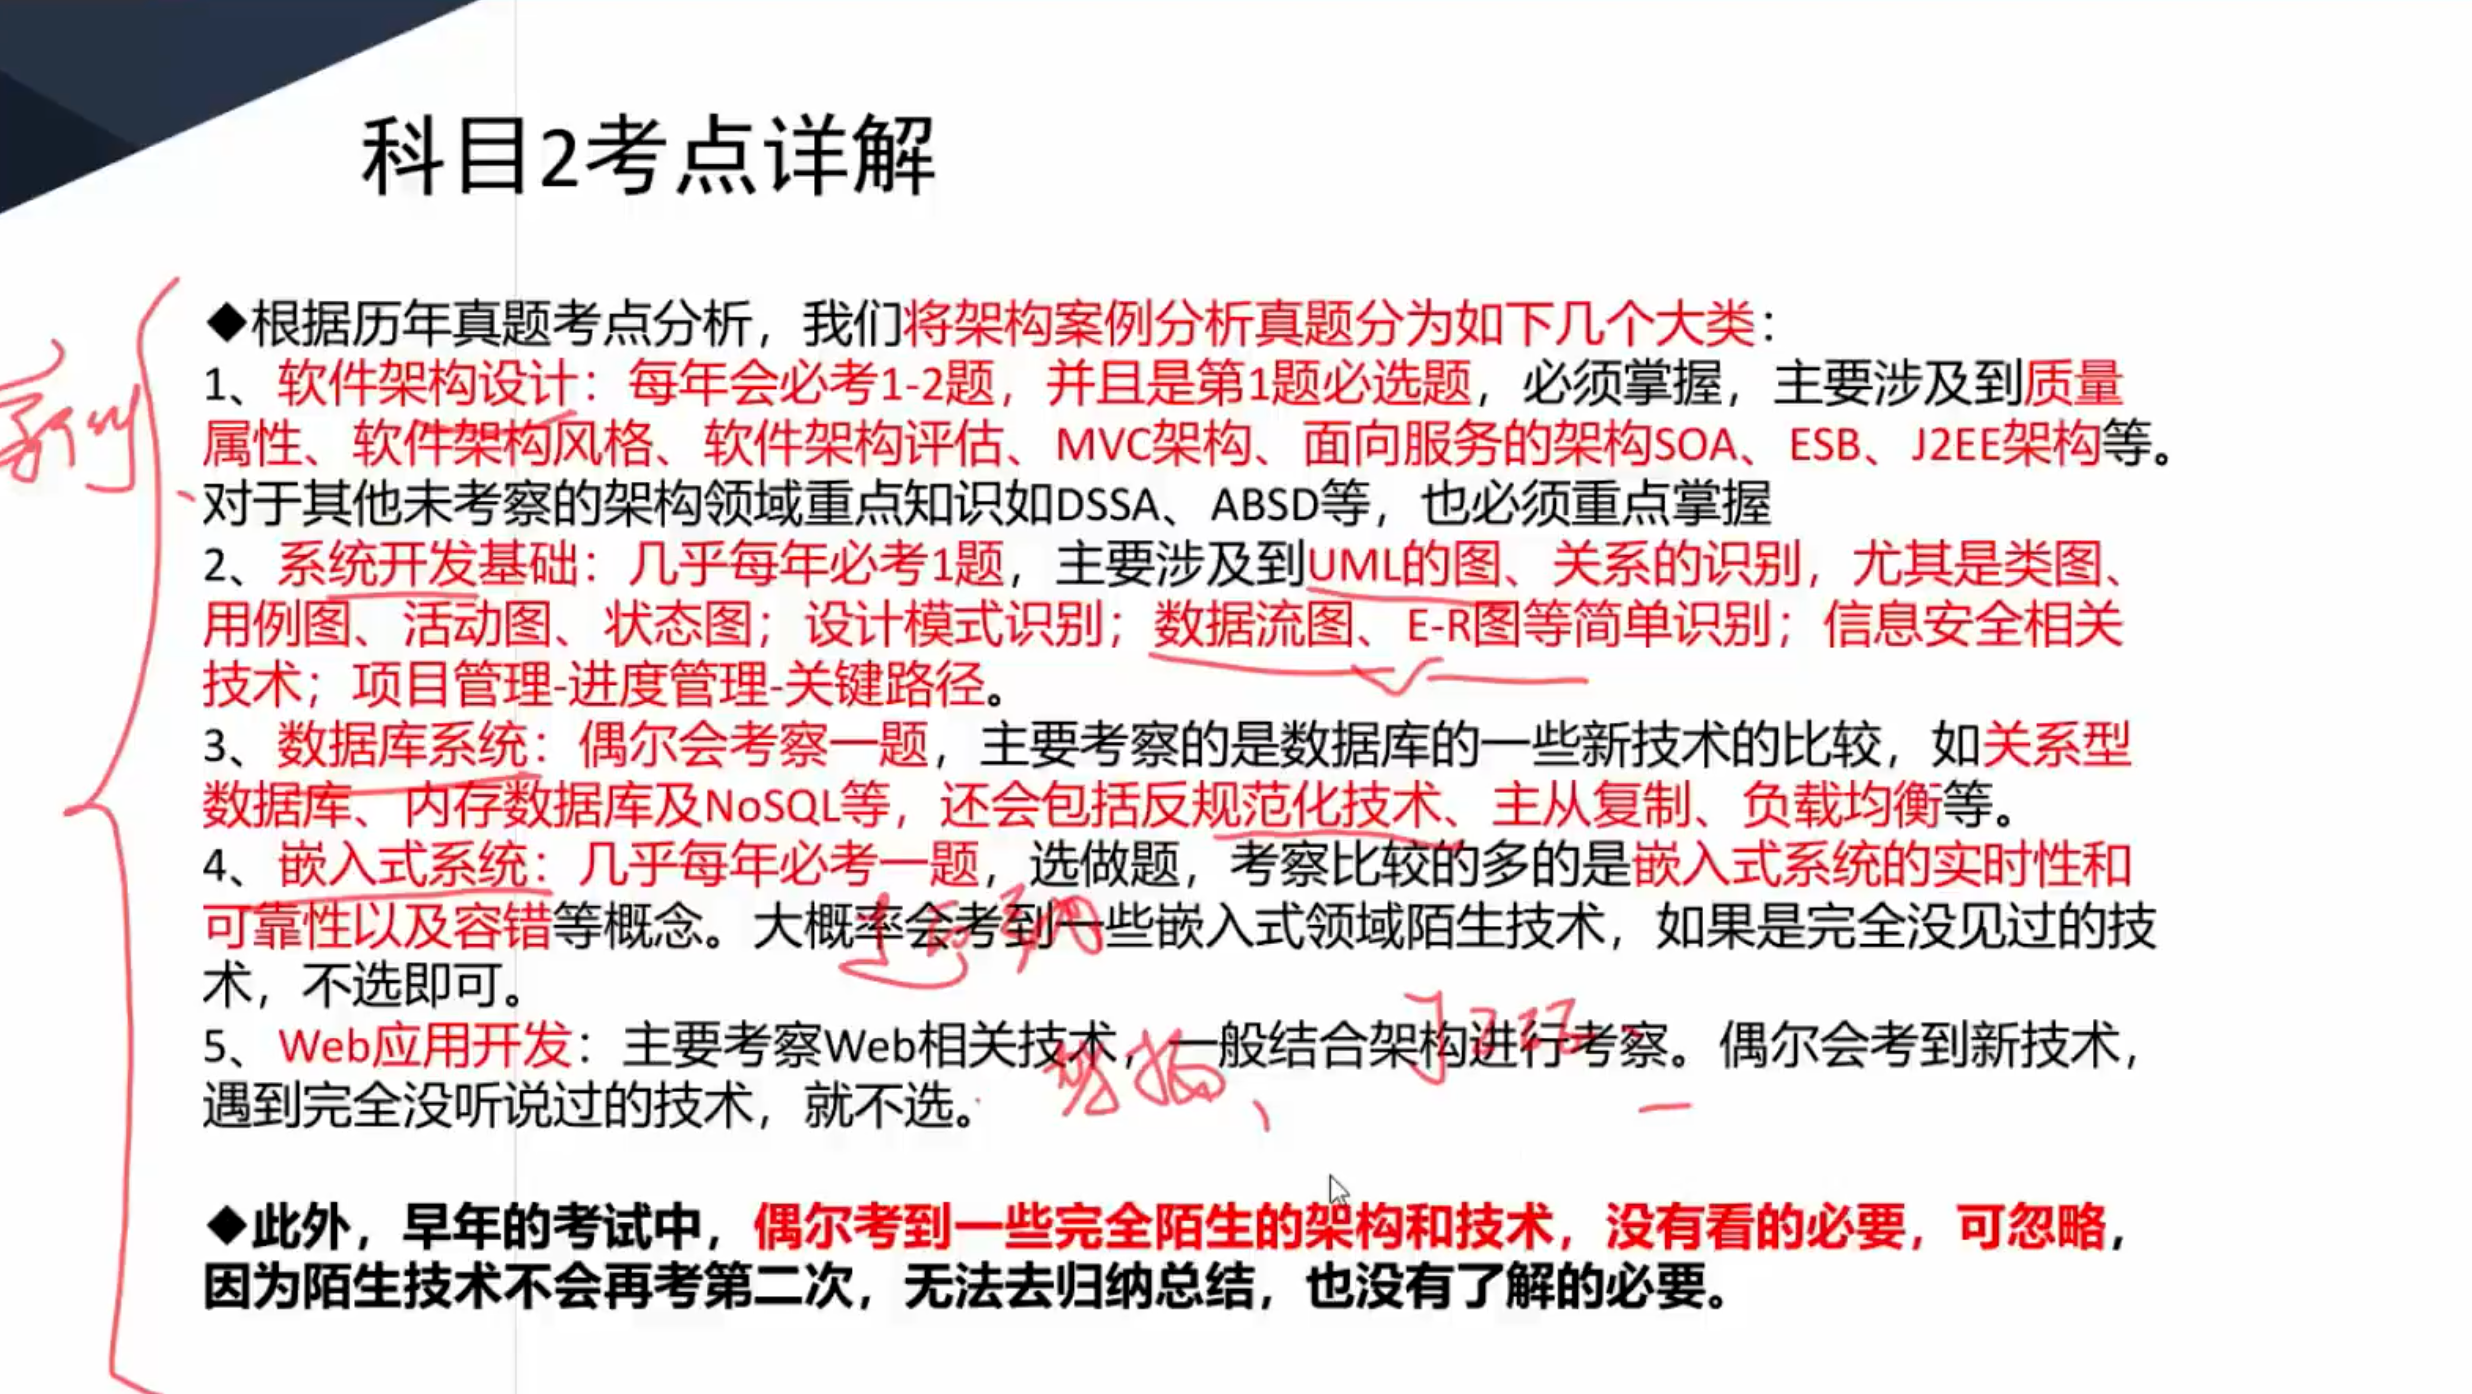 科目2考点详解
◆根据历年真题考点分析，我们将架构案例分析真题分为如下几个大类：
1、软件架构设计：每年会必考1-2题，并且是第1题必选题，必须掌握，主要涉及到质量
属性、软件架构风格、软件架构评估、MVC架构、面向服务的架构SOA、ESB、J2EE架构等。
对于其他未考察的架构领域重点知识如DSSA、ABSD等，也必须重点掌握
2、系统开发基础：几乎每年必考1题，主要涉及到UML的图、关系的识别，尤其是类图、
用例图、活动图、状态图；设计模式识别；数据流图、E-R图等简单识别；信息安全相关
技术；项目管理-进度管理-关键路径。
3、数据库系统：偶尔会考察一题，主要考察的是数据库的一些新技术的比较，如关系型
数据库、内存数据库及NoSQL等，还会包括反规范化技术、主从复制、负载均衡等。
4、嵌入式系统：几乎每年必考一题，选做题，考察比较的多的是嵌入式系统的实时性和
可靠性以及容错等概念。大概率会考到一些嵌入式领域陌生技术，如果是完全没见过的技
术，不选即可。
5、Web应用开发：主要考察Web相关技术，一般结合架构进行考察。偶尔会考到新技术，
遇到完全没听说过的技术，就不选。
◆此外，早年的考试中，偶尔考到一些完全陌生的架构和技术，没有看的必要，可忽略，
因为陌生技术不会再考第二次，无法去归纳总结，也没有了解的必要。